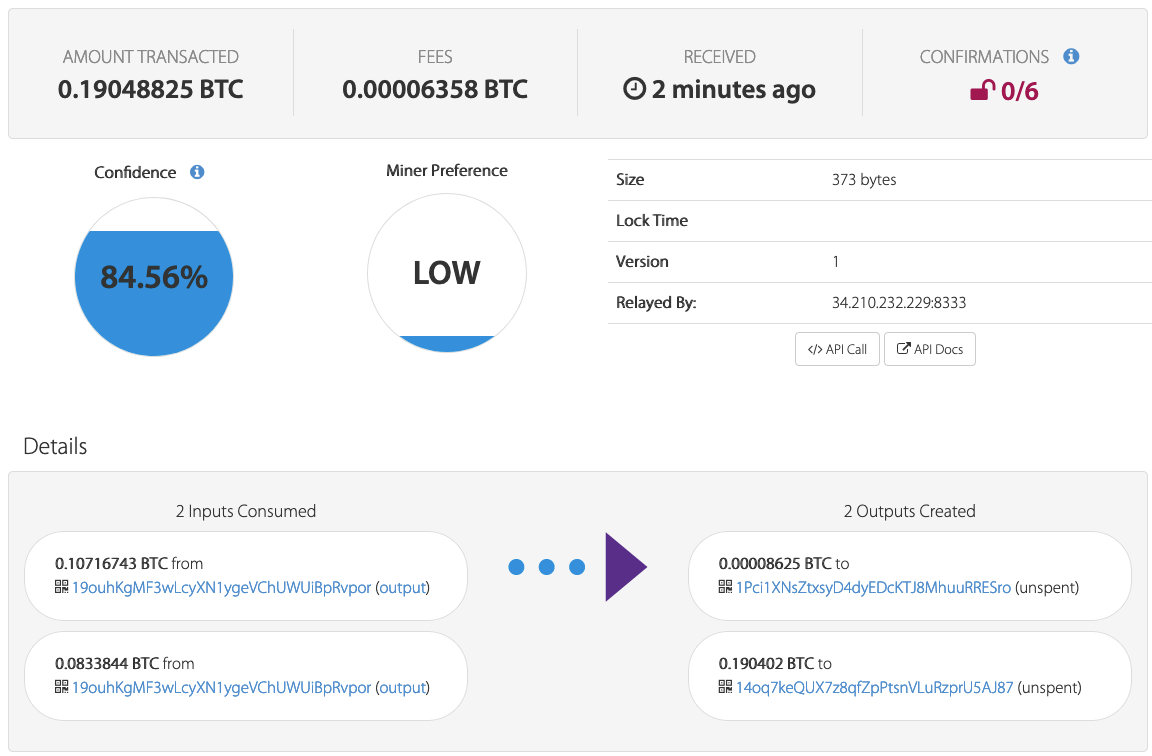 AMOUNT TRANSACTED
0.19048825 BTC
FEES
0.00006358 BTC
RECEIVED
2 minutes ago
CONFIRMATIONS
0/6
Confidence
84.56%
Miner Preference
LOW
Size 373 bytes
Lock Time
Version 1
Relayed By: 34.210.232.229:8333
</> API Call
API Docs
Details
2 Inputs Consumed
0.10716743 BTC from
19ouhKgMF3wLcyXN1ygeVChUWUiBpRvpor (output)
0.0833844 BTC from
19ouhKgMF3wLcyXN1ygeVChUWUiBpRvpor (output)
2 Outputs Created
0.00008625 BTC to
1Pci1XNsZtxsyD4dyEDcKTJ8MhuuRRESro (unspent)
0.190402 BTC to
14oq7keQUX7z8qfZpPtsnVLuRzprU5AJ87 (unspent)